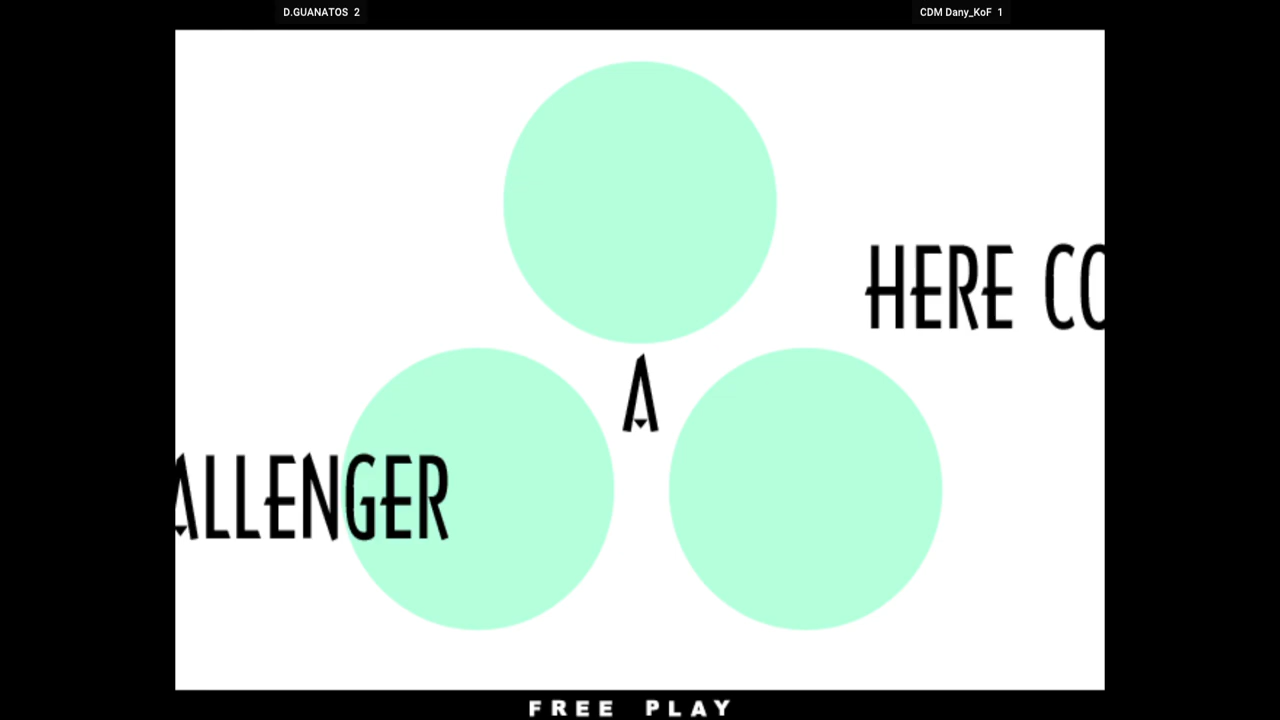 D.GUANATOS 2
CDM Dany_KoF 1
HERE CO
A
ALLENGER
FREE PLAY